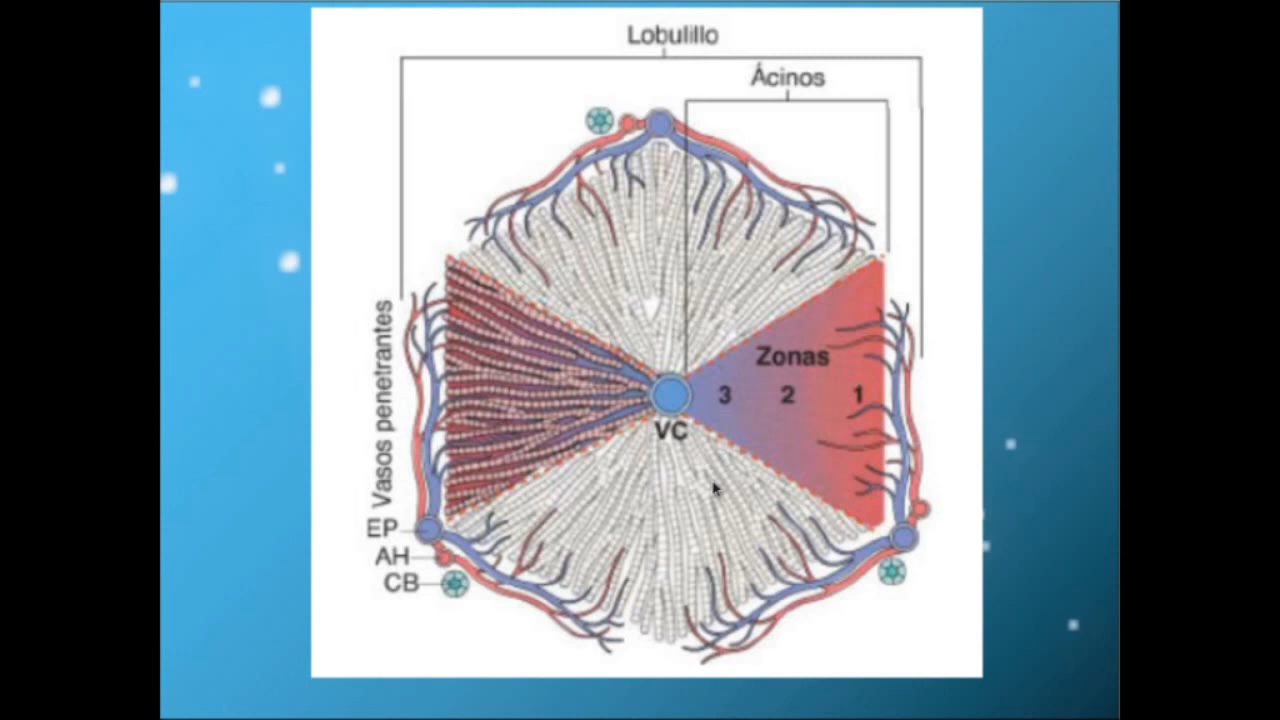 Lobulillo
Ácinos
Vasos penetrantes
Zonas
3 2 1
VC
EP
AH
CB